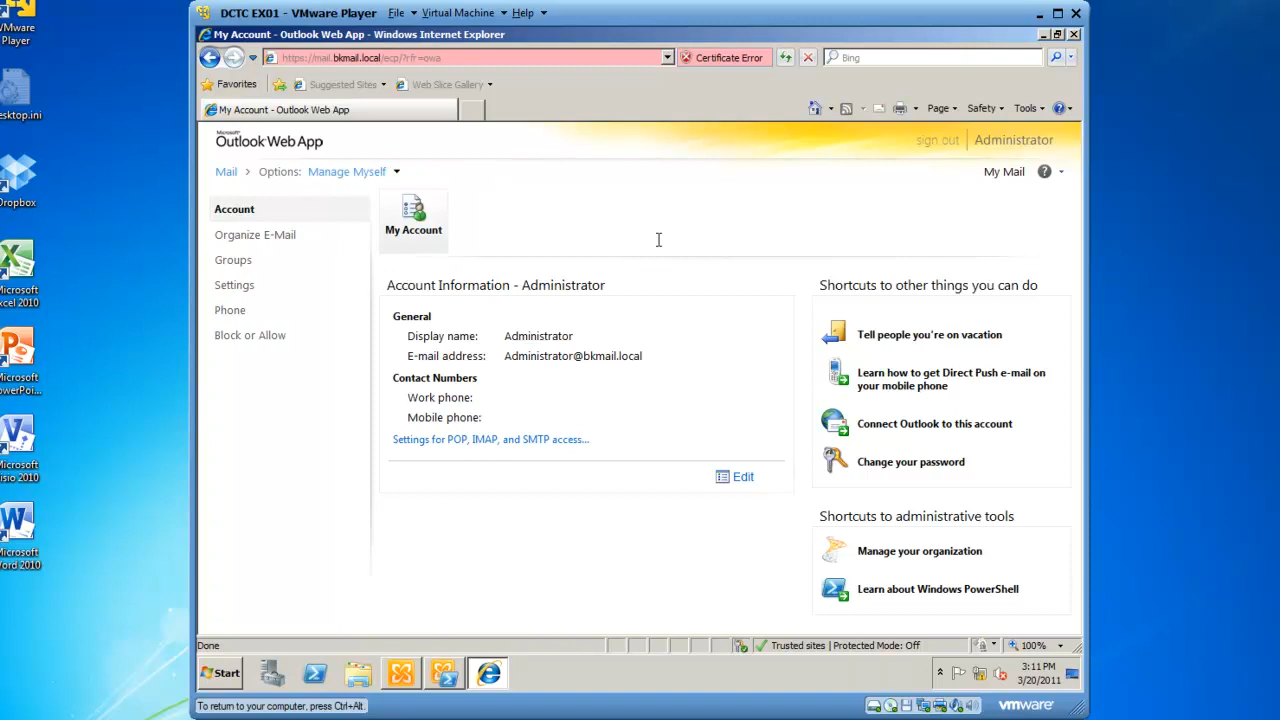 VMware
Player
esktop.ini
Dropbox
Microsoft
xcel 2010
Microsoft
owerPoi...
Microsoft
isio 2010
Microsoft
Word 2010
DCTC EX01 - VMware Player File Virtual Machine Help
My Account - Outlook Web App - Windows Internet Explorer
https://mail.bkmail.local/ecp/?rfr=owa
Certificate Error
Bing
Favorites
Suggested Sites
Web Slice Gallery
My Account - Outlook Web App
Page
Safety
Tools
Microsoft
Outlook Web App
sign out
Administrator
Mail > Options: Manage Myself
My Mail
Account
Organize E-Mail
Groups
Settings
Phone
Block or Allow
My Account
Account Information - Administrator
General
Display name: Administrator
E-mail address: Administrator@bkmail.local
Contact Numbers
Work phone:
Mobile phone:
Settings for POP, IMAP, and SMTP access...
Edit
Shortcuts to other things you can do
Tell people you're on vacation
Learn how to get Direct Push e-mail on
your mobile phone
Connect Outlook to this account
Change your password
Shortcuts to administrative tools
Manage your organization
Learn about Windows PowerShell
Done
Trusted sites | Protected Mode: Off
100%
Start
3:11 PM
3/20/2011
To return to your computer, press Ctrl+Alt.
vmware